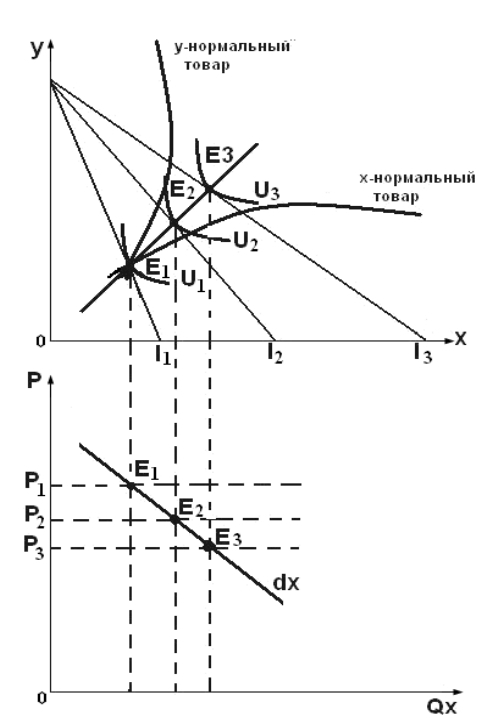 y
y-нормальный
товар
E3
E2
x-нормальный
товар
U3
U2
E1
U1
0
I1
I2
I3
X
P
P1
E1
P2
E2
P3
E3
dx
0
Qx